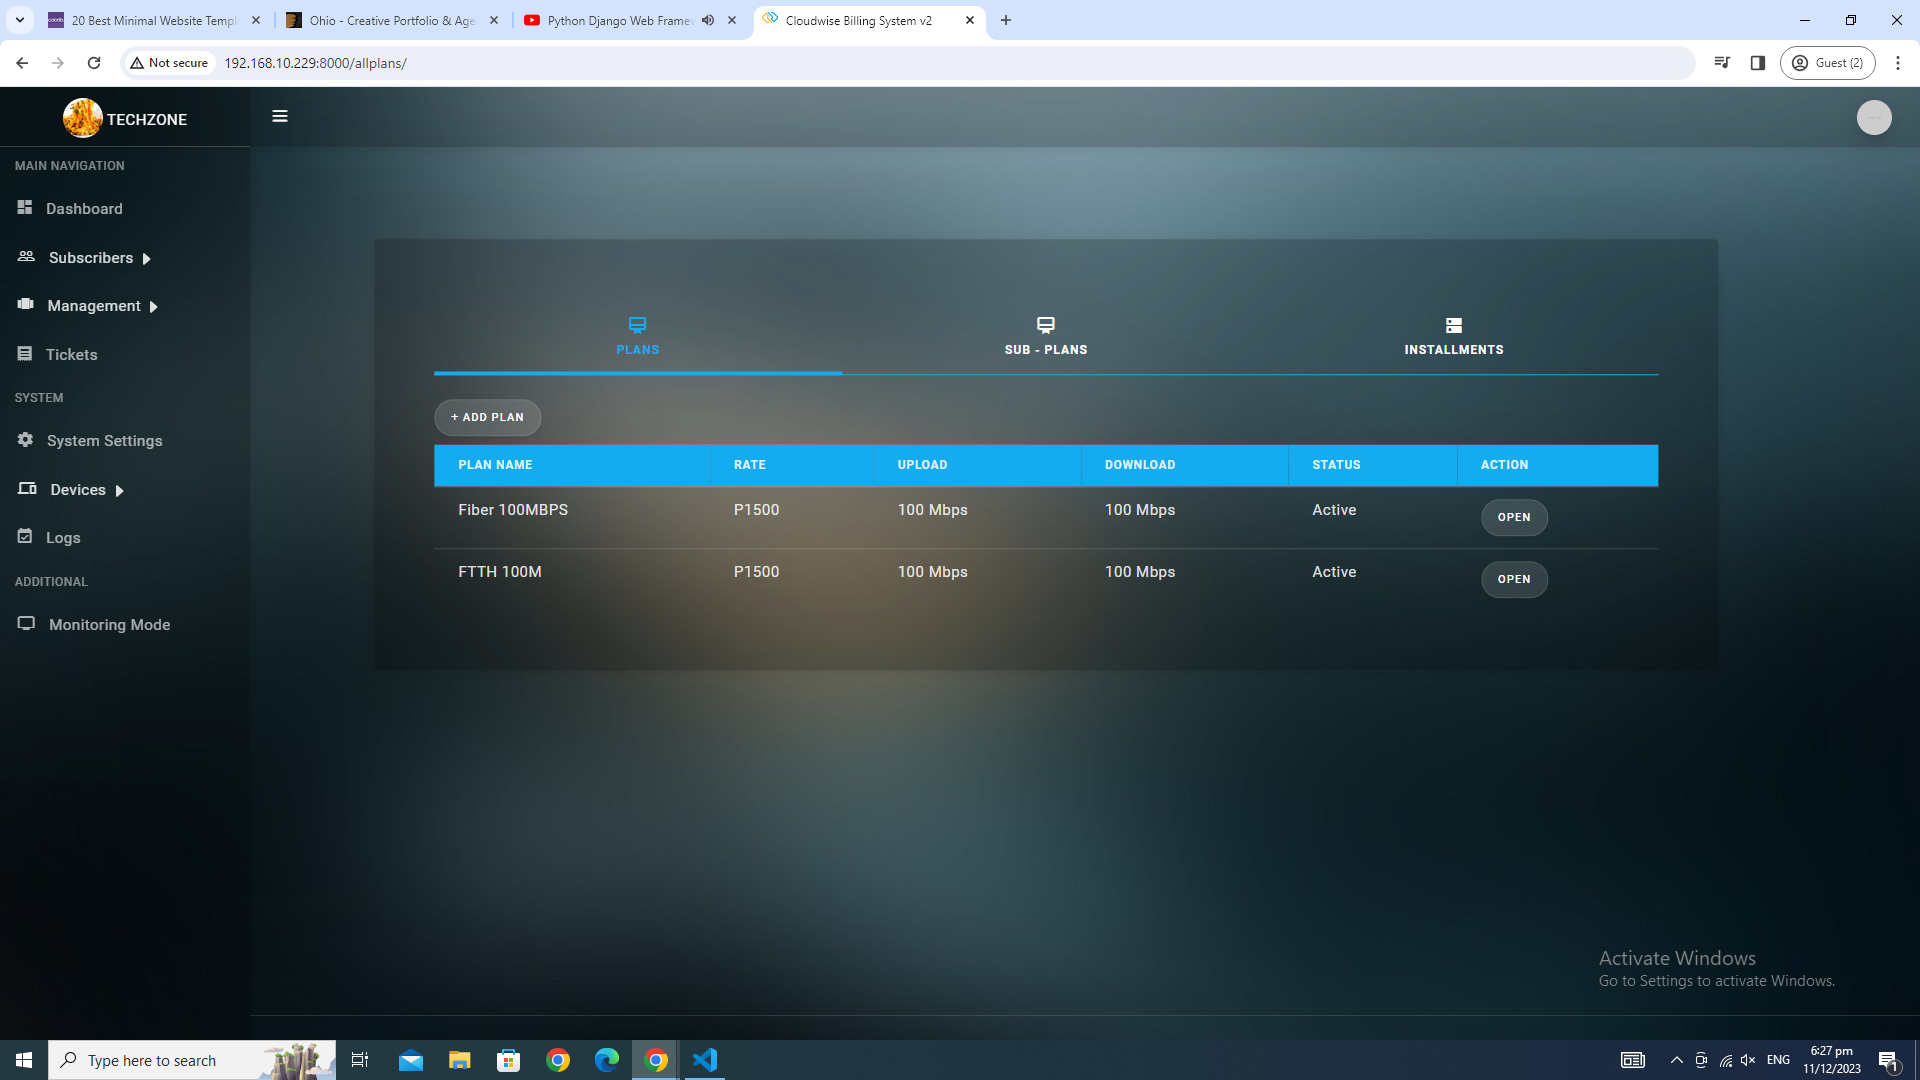 20 Best Minimal Website Templ
Ohio - Creative Portfolio & Age
Python Django Web Framew
Cloudwise Billing System v2
Not secure
192.168.10.229:8000/allplans/
Guest (2)
TECHZONE
MAIN NAVIGATION
Dashboard
Subscribers
Management
Tickets
SYSTEM
System Settings
Devices
Logs
ADDITIONAL
Monitoring Mode
PLANS
SUB - PLANS
INSTALLMENTS
+ ADD PLAN
PLAN NAME RATE UPLOAD DOWNLOAD STATUS ACTION
Fiber 100MBPS P1500 100 Mbps 100 Mbps Active OPEN
FTTH 100M P1500 100 Mbps 100 Mbps Active OPEN
Activate Windows
Go to Settings to activate Windows.
Type here to search
ENG
6:27 pm
11/12/2023
1